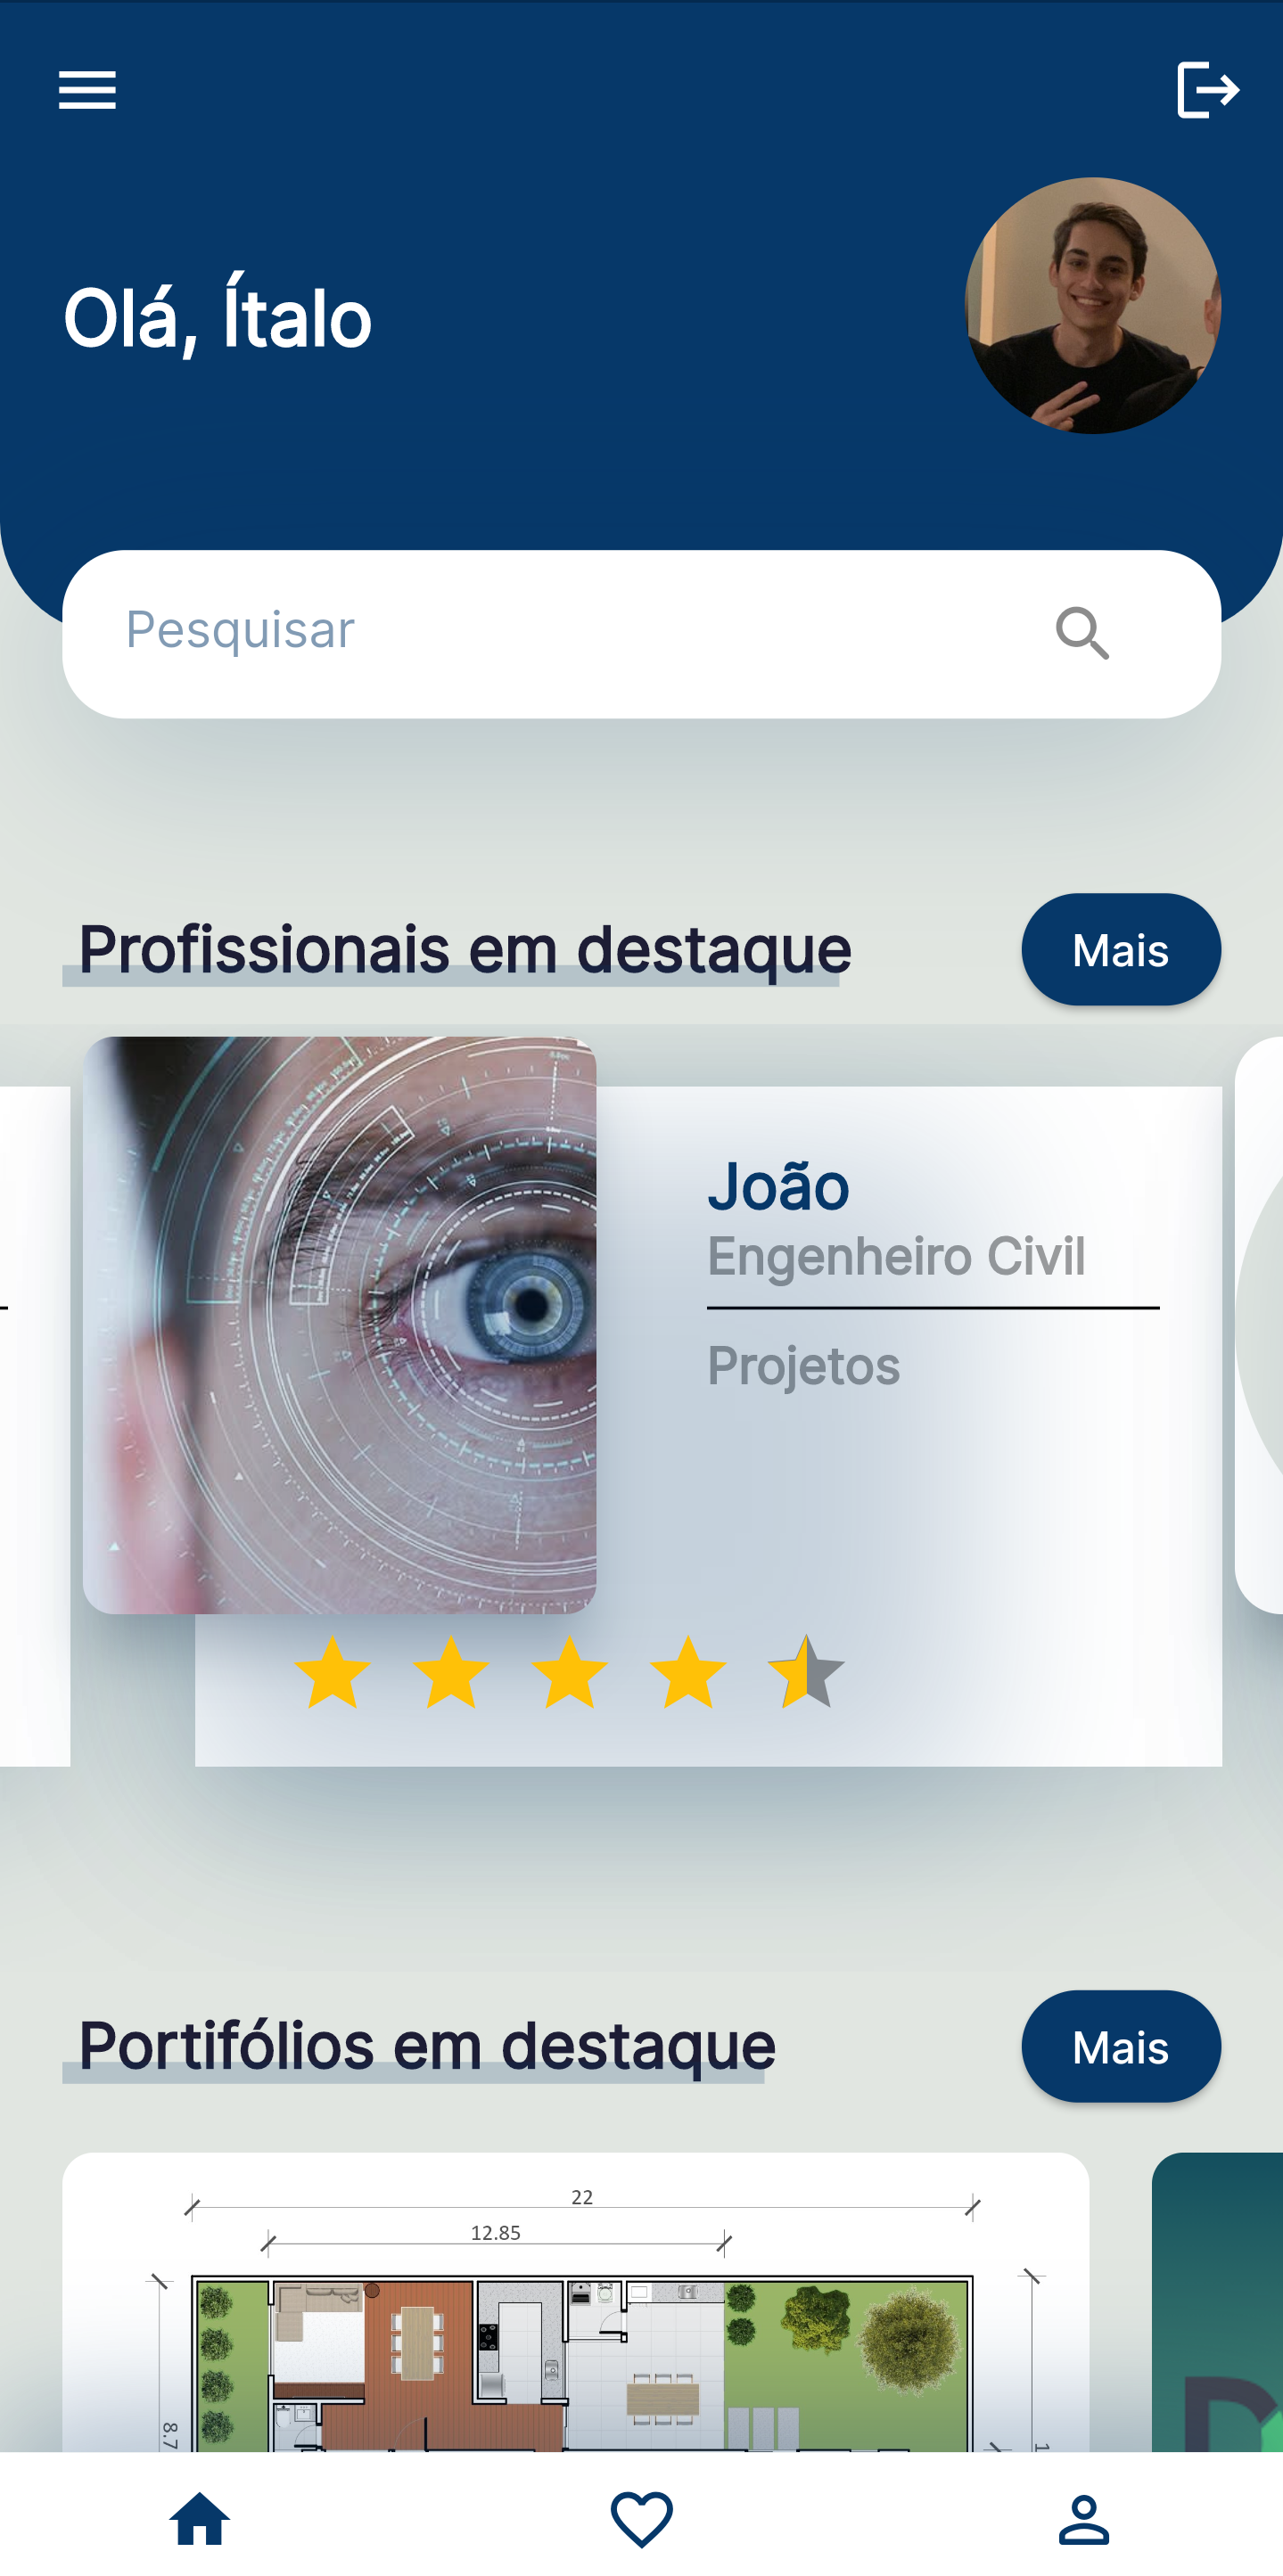 Olá, Ítalo
Pesquisar
Profissionais em destaque
Mais
João
Engenheiro Civil
Projetos
Portifólios em destaque
Mais
22
12.85
8.7